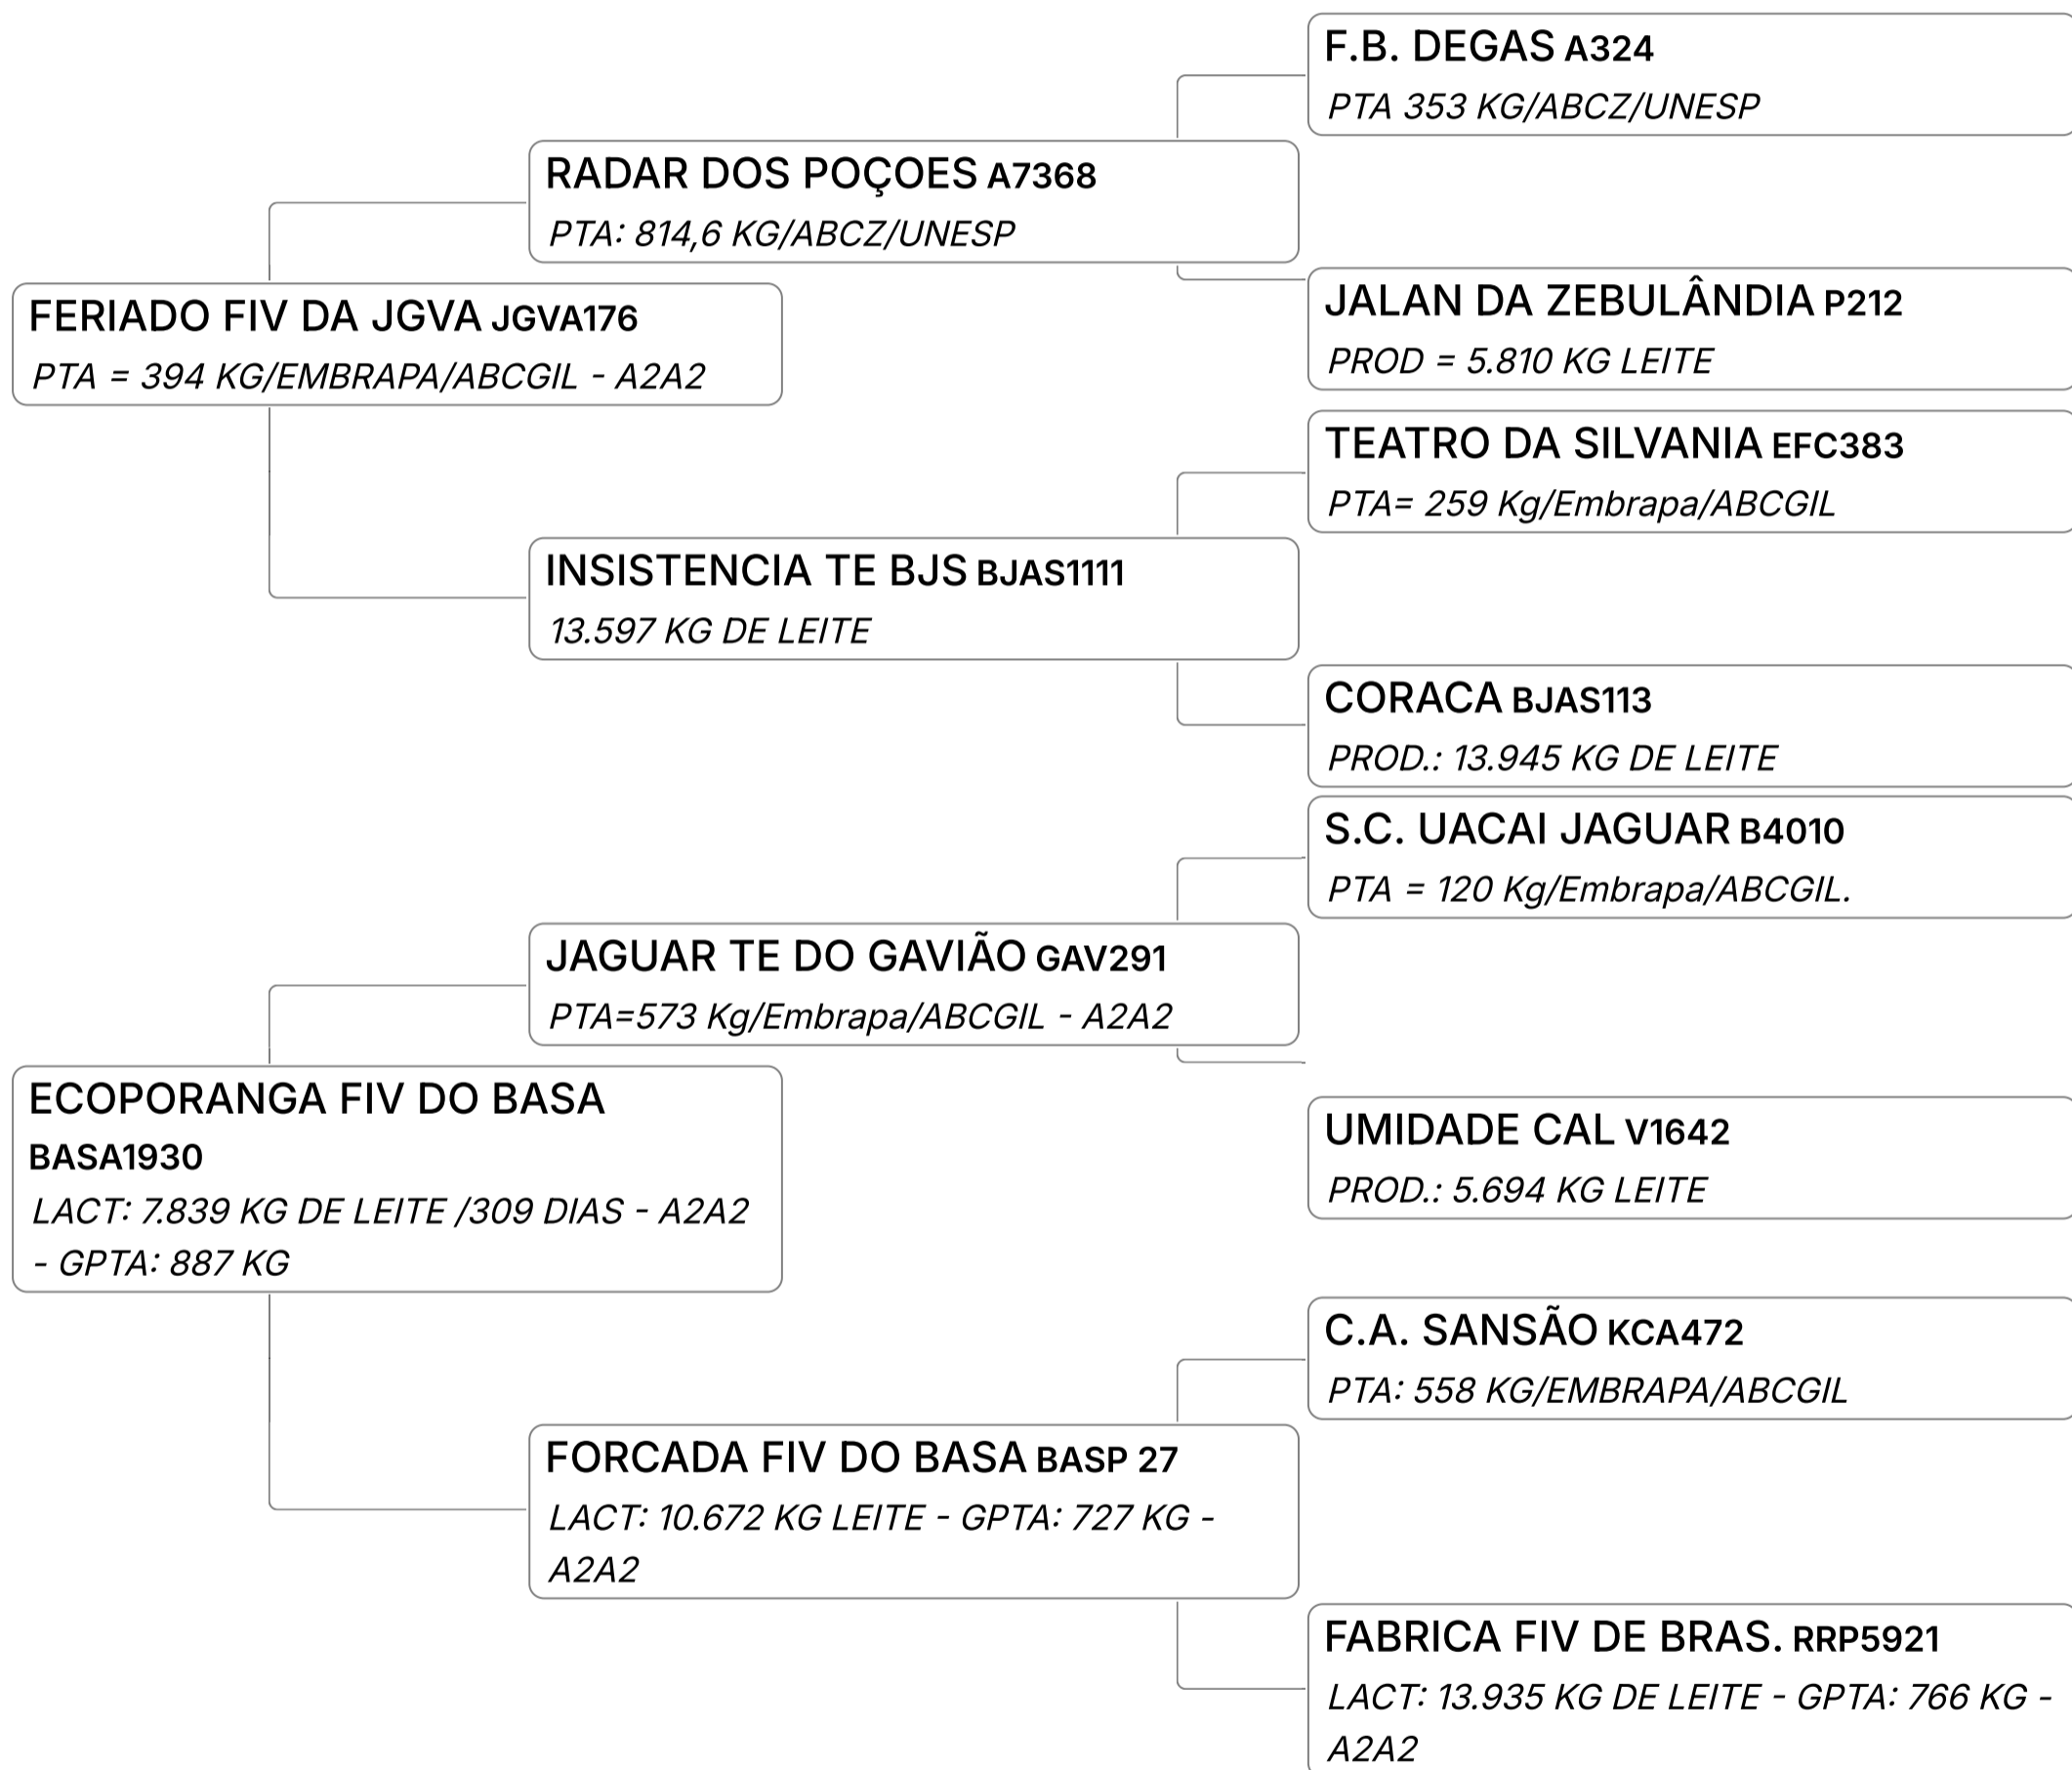 F.B. DEGAS A324
PTA 353 KG/ABCZ/UNESP
RADAR DOS POÇOES A7368
PTA: 814,6 KG/ABCZ/UNESP
JALAN DA ZEBULÂNDIA P212
PROD = 5.810 KG LEITE
FERIADO FIV DA JGVA JGVA176
PTA = 394 KG/EMBRAPA/ABCGIL - A2A2
TEATRO DA SILVANIA EFC383
PTA= 259 Kg/Embrapa/ABCGIL
INSISTENCIA TE BJS BJAS1111
13.597 KG DE LEITE
CORACA BJAS113
PROD.: 13.945 KG DE LEITE
S.C. UACAI JAGUAR B4010
PTA = 120 Kg/Embrapa/ABCGIL.
JAGUAR TE DO GAVIÃO GAV291
PTA=573 Kg/Embrapa/ABCGIL - A2A2
UMIDADE CAL V1642
PROD.: 5.694 KG LEITE
ECOPORANGA FIV DO BASA
BASA1930
LACT: 7.839 KG DE LEITE /309 DIAS - A2A2
- GPTA: 887 KG
C.A. SANSÃO KCA472
PTA: 558 KG/EMBRAPA/ABCGIL
FORCADA FIV DO BASA BASP 27
LACT: 10.672 KG LEITE - GPTA: 727 KG -
A2A2
FABRICA FIV DE BRAS. RRP5921
LACT: 13.935 KG DE LEITE - GPTA: 766 KG -
A2A2